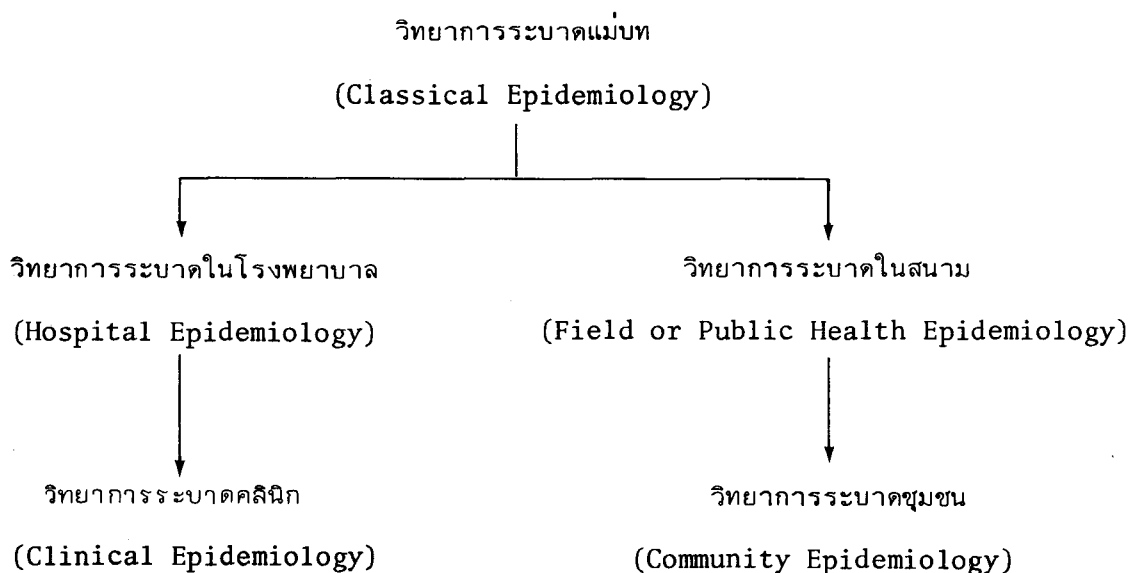 วิทยาการระบาดแม่บท
(Classical Epidemiology)
วิทยาการระบาดในโรงพยาบาล
วิทยาการระบาดในสนาม
(Hospital Epidemiology)
(Field or Public Health Epidemiology)
วิทยาการระบาดคลินิก
วิทยาการระบาดชุมชน
(Clinical Epidemiology)
(Community Epidemiology)